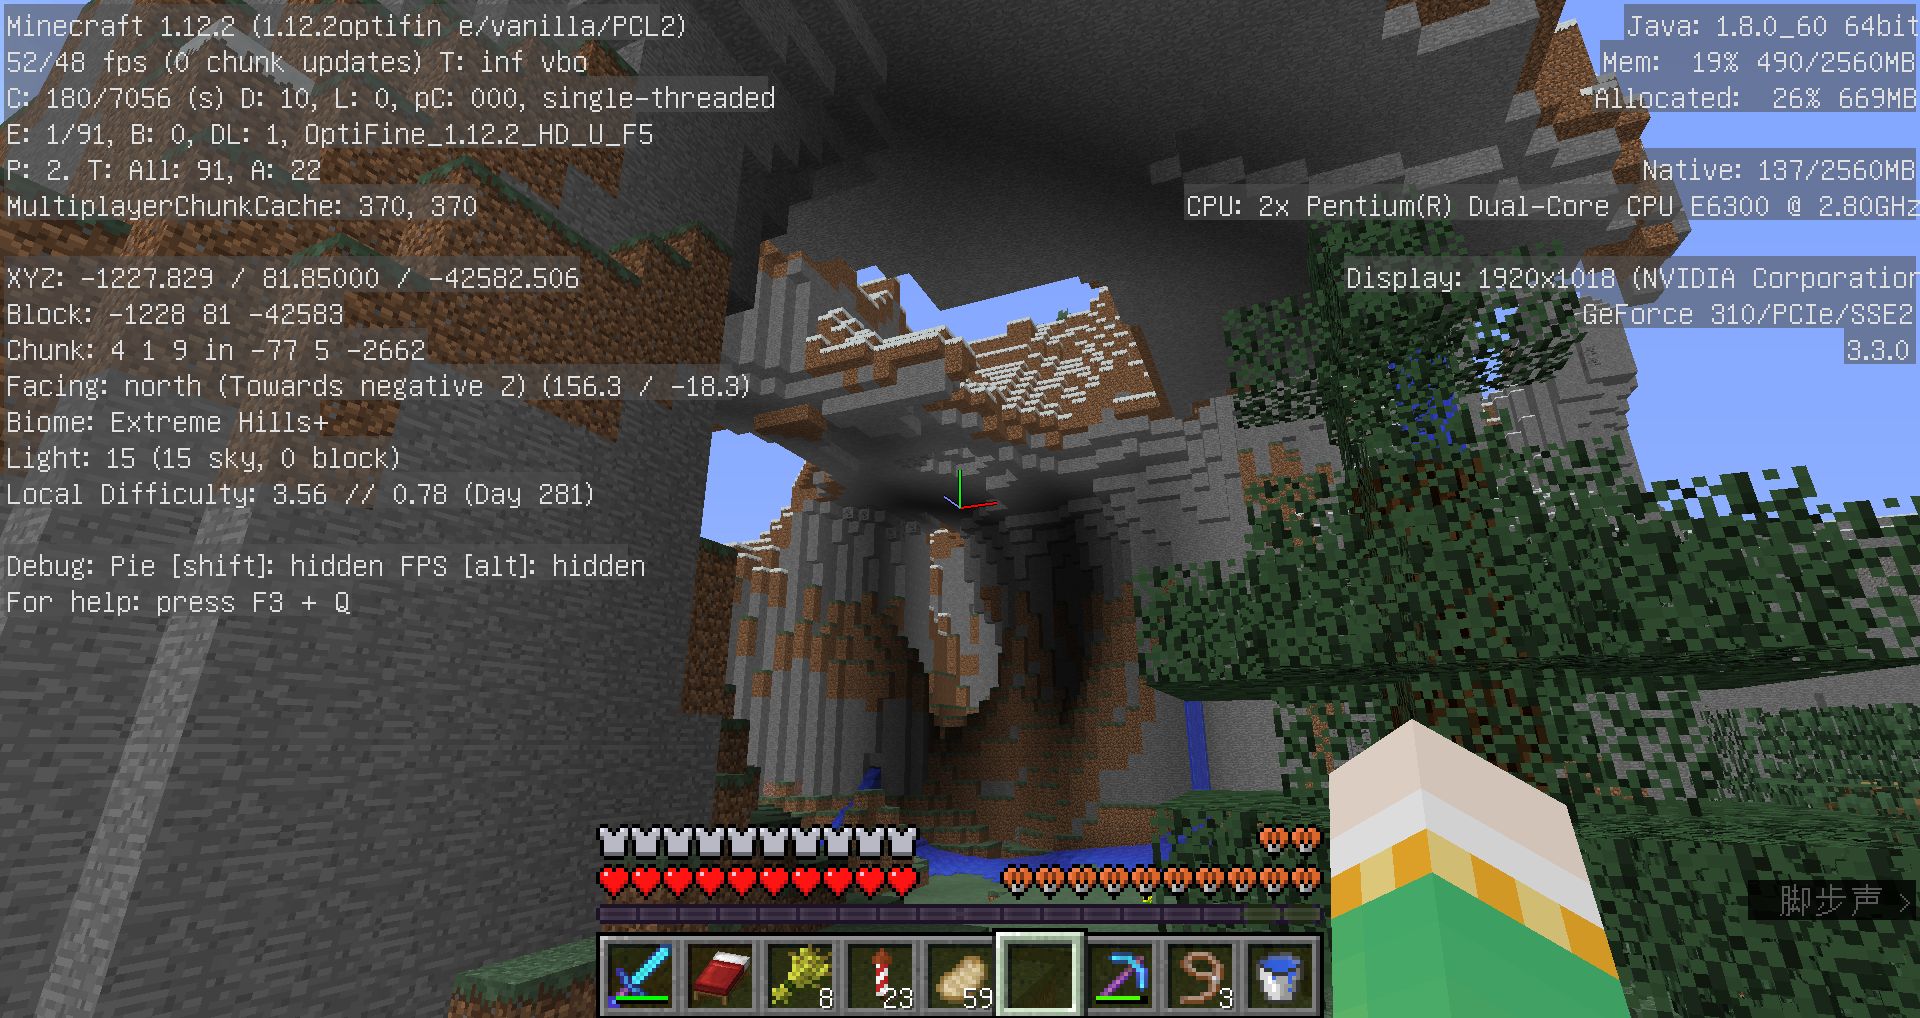 Minecraft 1.12.2 (1.12.2optifin e/vanilla/PCL2)
52/48 fps (0 chunk updates) T: inf vbo
C: 180/7056 (s) D: 10, L: 0, pC: 000, single-threaded
E: 1/91, B: 0, DL: 1, OptiFine_1.12.2_HD_U_F5
P: 2. T: All: 91, A: 22
MultiplayerChunkCache: 370, 370
XYZ: -1227.829 / 81.85000 / -42582.506
Block: -1228 81 -42583
Chunk: 4 1 9 in -77 5 -2662
Facing: north (Towards negative Z) (156.3 / -18.3)
Biome: Extreme Hills+
Light: 15 (15 sky, 0 block)
Local Difficulty: 3.56 // 0.78 (Day 281)
Debug: Pie [shift]: hidden FPS [alt]: hidden
For help: press F3 + Q
Java: 1.8.0_60 64bit
Mem: 19% 490/2560MB
Allocated: 26% 669MB
Native: 137/2560MB
CPU: 2x Pentium(R) Dual-Core CPU E6300 @ 2.80GHz
Display: 1920x1018 (NVIDIA Corporation
GeForce 310/PCIe/SSE2
3.3.0
脚步声 >
8 23 59 3